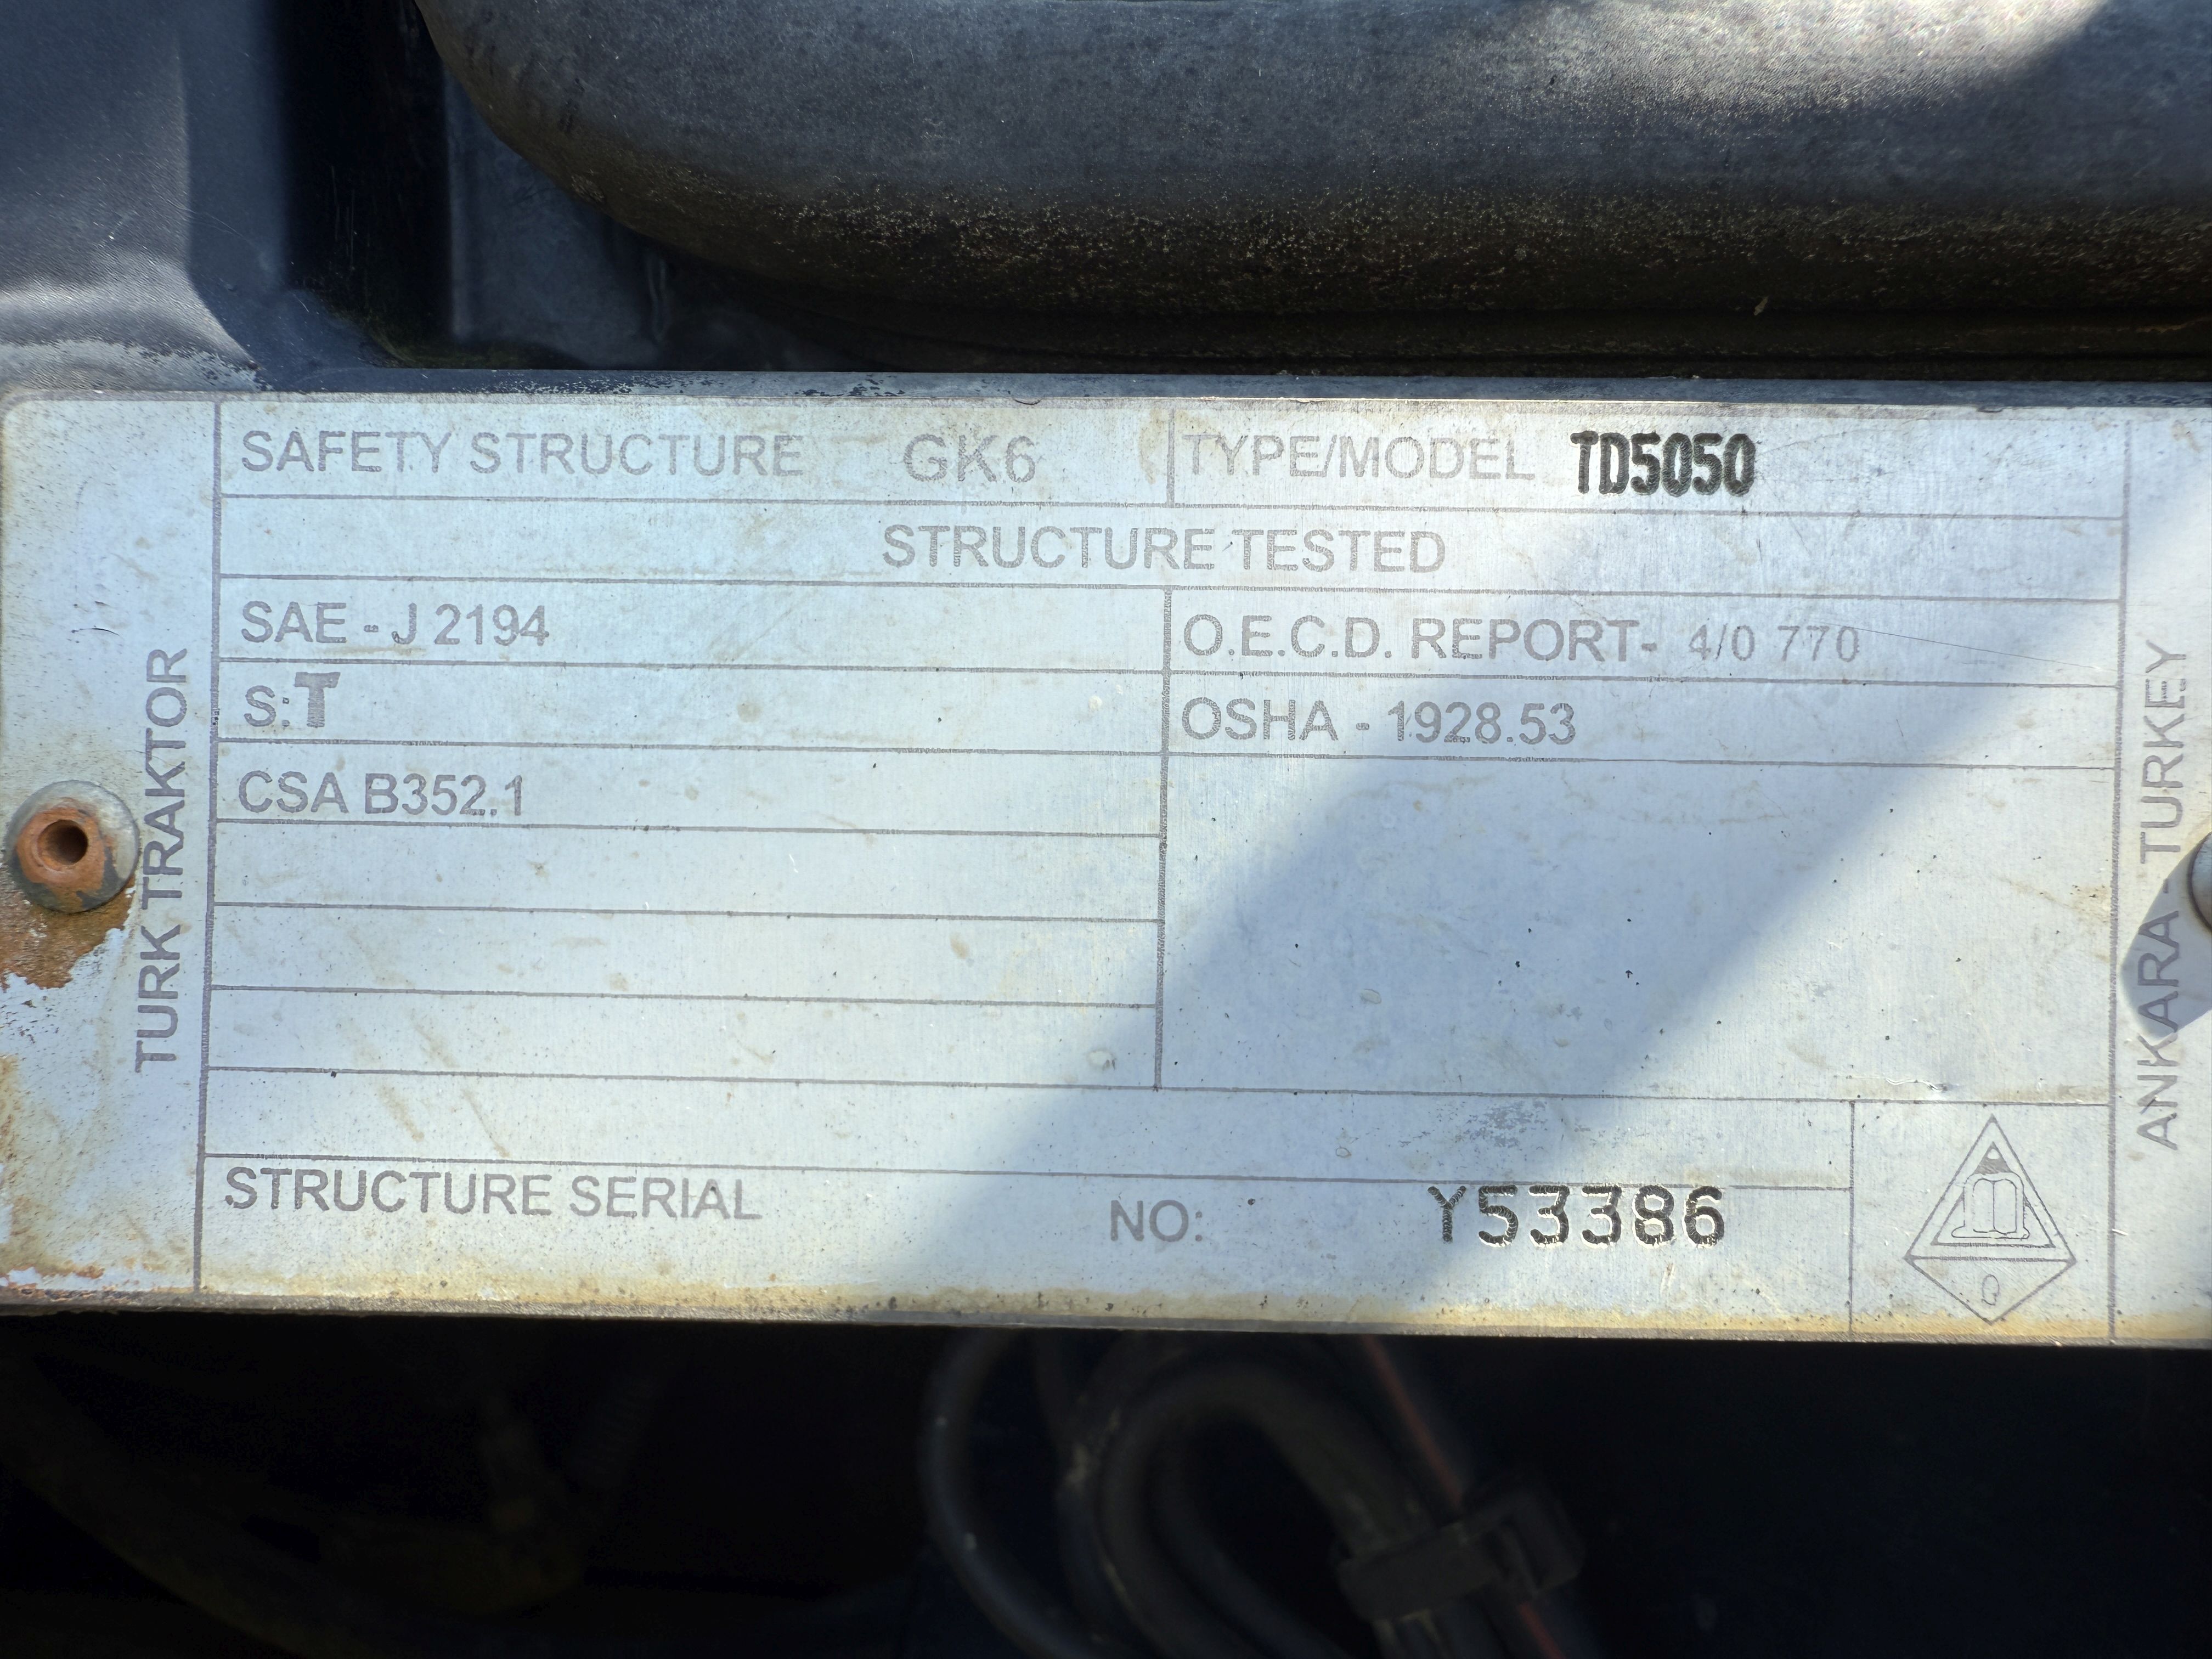 SAFETY STRUCTURE GK6 TYPE/MODEL TD5050
STRUCTURE TESTED
SAE - J 2194 O.E.C.D. REPORT- 4/0 770
S: T OSHA - 1928.53
CSA B352.1
STRUCTURE SERIAL NO: Y53386
TURK TRAKTOR
ANKARA - TURKEY